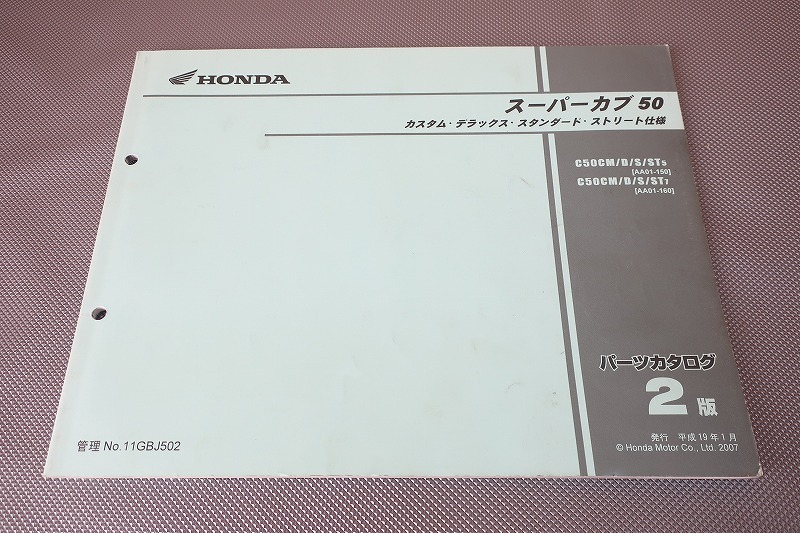 HONDA
スーパーカブ 50
カスタム・デラックス・スタンダード・ストリート仕様
C50CM/D/S/ST5
[AA01-150]
C50CM/D/S/ST7
[AA01-160]
パーツカタログ
2 版
管理 No.11GBJ502
発行 平成 19 年 1 月
© Honda Motor Co., Ltd. 2007